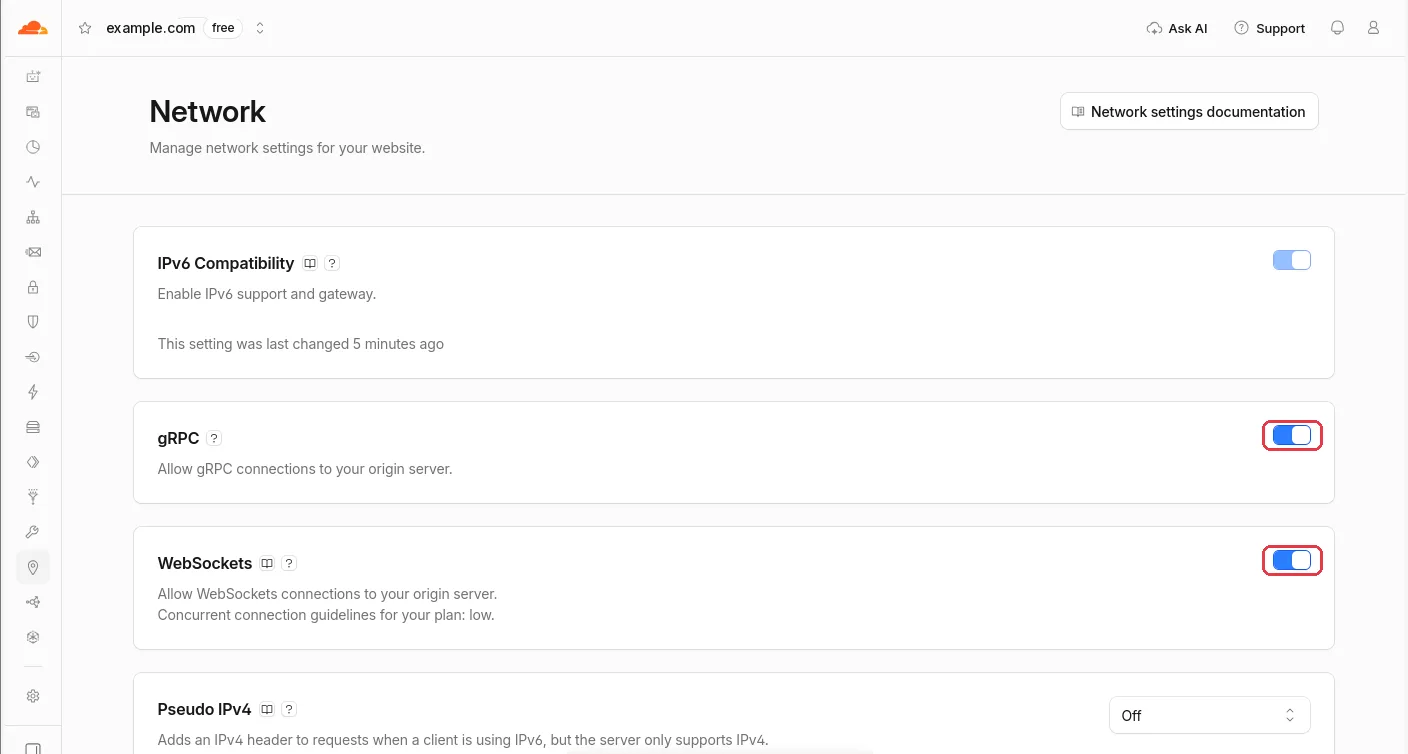 example.com free
Ask AI
Support
Network
Manage network settings for your website.
Network settings documentation
IPv6 Compatibility ?
Enable IPv6 support and gateway.
This setting was last changed 5 minutes ago
gRPC ?
Allow gRPC connections to your origin server.
WebSockets ?
Allow WebSockets connections to your origin server.
Concurrent connection guidelines for your plan: low.
Pseudo IPv4 ?
Off
Adds an IPv4 header to requests when a client is using IPv6, but the server only supports IPv4.